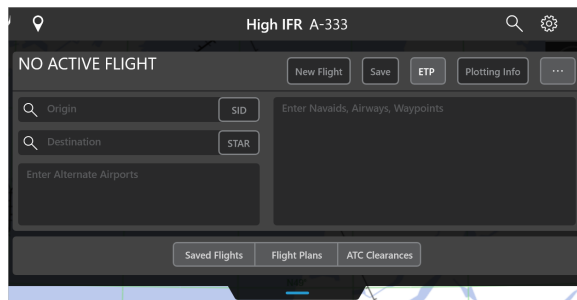 High IFR A-333
NO ACTIVE FLIGHT
New Flight
Save
ETP
Plotting Info
...
Origin
SID
Enter Navaids, Airways, Waypoints
Destination
STAR
Enter Alternate Airports
Saved Flights
Flight Plans
ATC Clearances